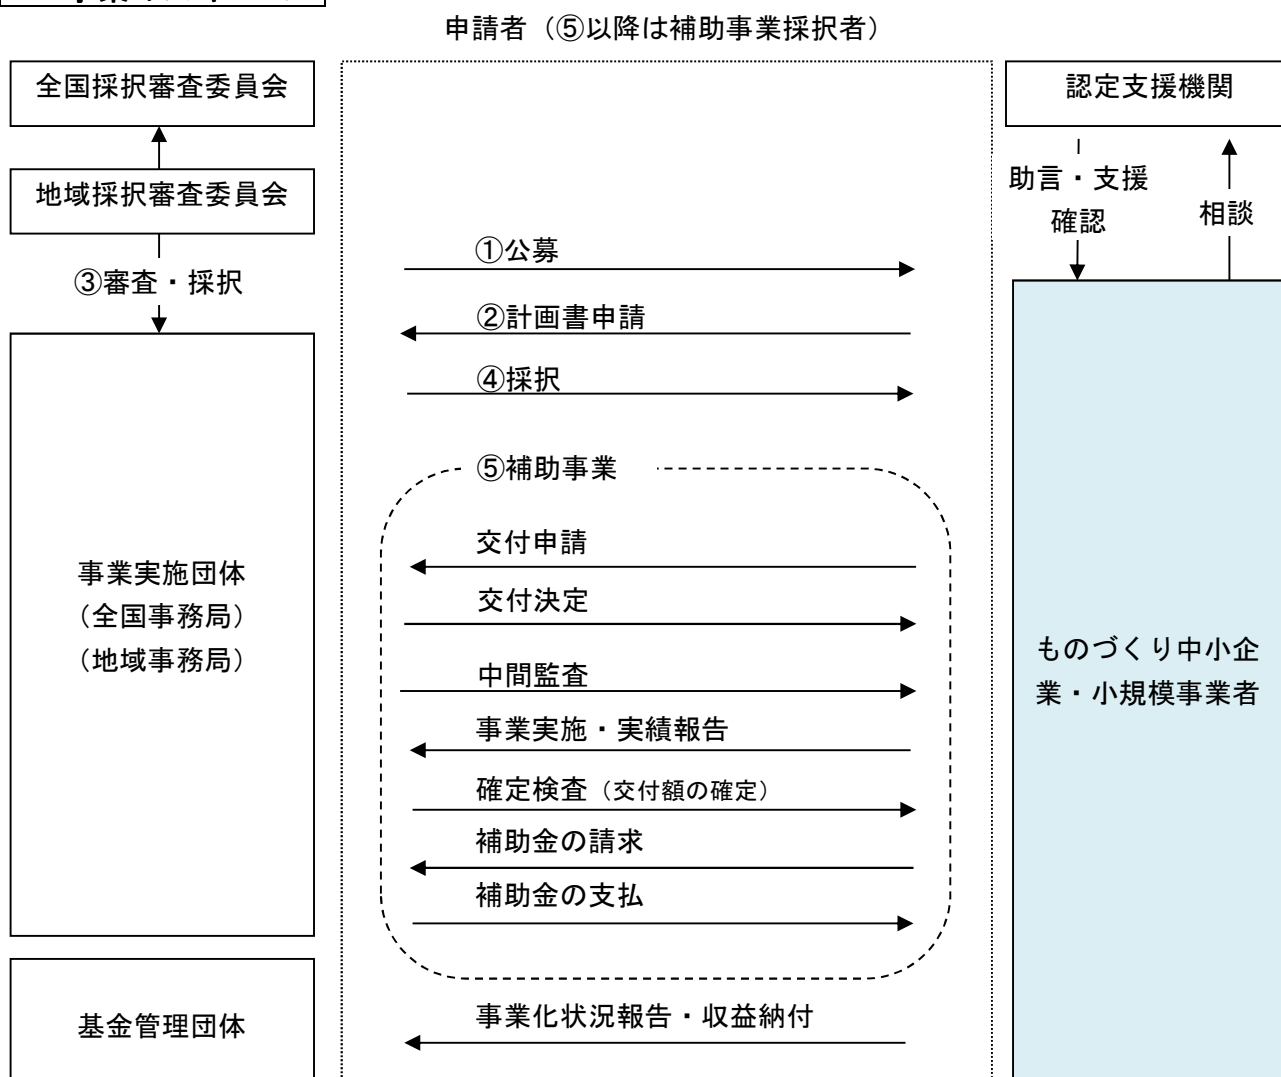 申請者（⑤以降は補助事業採択者）
全国採択審査委員会
地域採択審査委員会
③審査・採択
事業実施団体
（全国事務局）
（地域事務局）
基金管理団体
①公募
②計画書申請
④採択
⑤補助事業
交付申請
交付決定
中間監査
事業実施・実績報告
確定検査（交付額の確定）
補助金の請求
補助金の支払
事業化状況報告・収益納付
認定支援機関
助言・支援
確認
相談
ものづくり中小企
業・小規模事業者